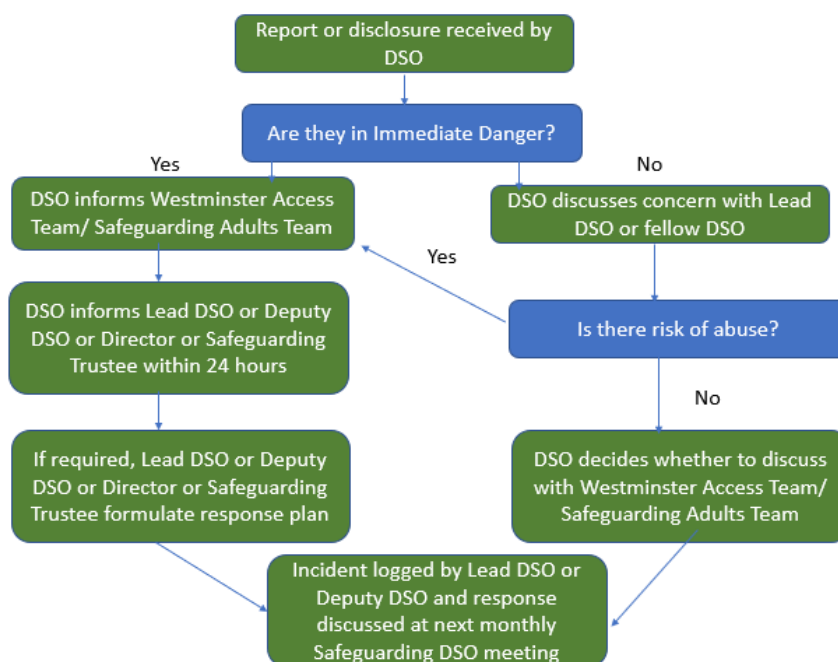 Report or disclosure received by
DSO
Are they in Immediate Danger?
Yes
No
DSO informs Westminster Access
Team/ Safeguarding Adults Team
DSO discusses concern with Lead
DSO or fellow DSO
Yes
DSO informs Lead DSO or Deputy
DSO or Director or Safeguarding
Trustee within 24 hours
Is there risk of abuse?
No
If required, Lead DSO or Deputy
DSO or Director or Safeguarding
Trustee formulate response plan
DSO decides whether to discuss
with Westminster Access Team/
Safeguarding Adults Team
Incident logged by Lead DSO or
Deputy DSO and response
discussed at next monthly
Safeguarding DSO meeting